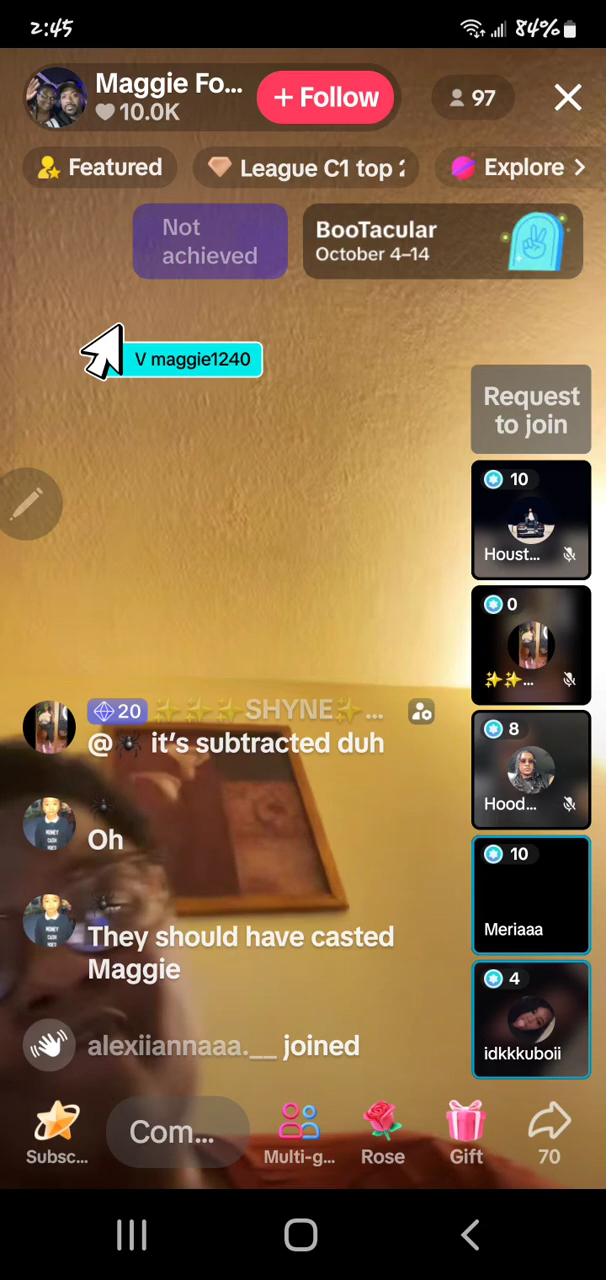 2:45
84%
Maggie Fo...
10.0K
+ Follow
97
Featured
League C1 top
Explore
Not
achieved
BooTacular
October 4–14
V maggie1240
Request
to join
10
Houst...
0
✨✨...
8
Hood...
10
Meriaaa
4
idkkkuboii
20 ✨✨✨SHYNE✨...
@🕷 it's subtracted duh
🕷
Oh
🕷
They should have casted
Maggie
alexiiannaaa.__ joined
Subsc...
Com...
Multi-g...
Rose
Gift
70